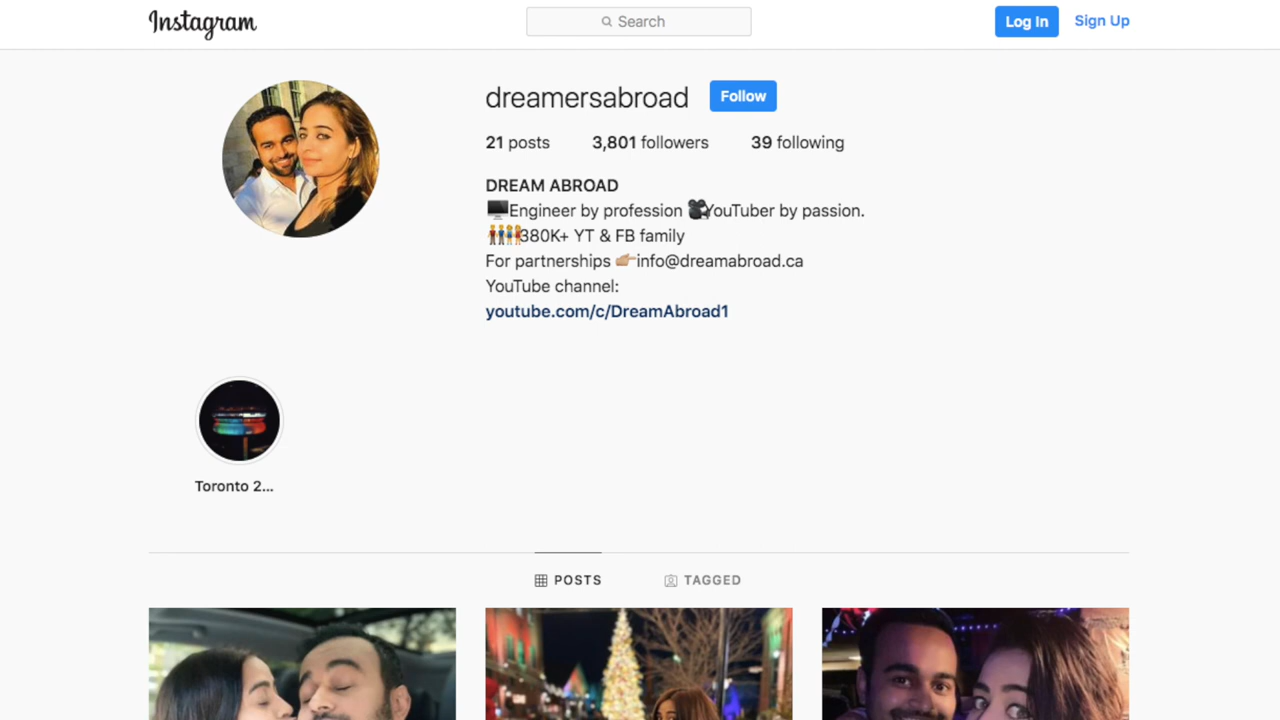 Instagram
Search
Log In
Sign Up
dreamersabroad
Follow
21 posts
3,801 followers
39 following
DREAM ABROAD
🖥️Engineer by profession 🎥YouTuber by passion.
👬👭380K+ YT & FB family
For partnerships 👉🏼info@dreamabroad.ca
YouTube channel:
youtube.com/c/DreamAbroad1
Toronto 2...
POSTS
TAGGED